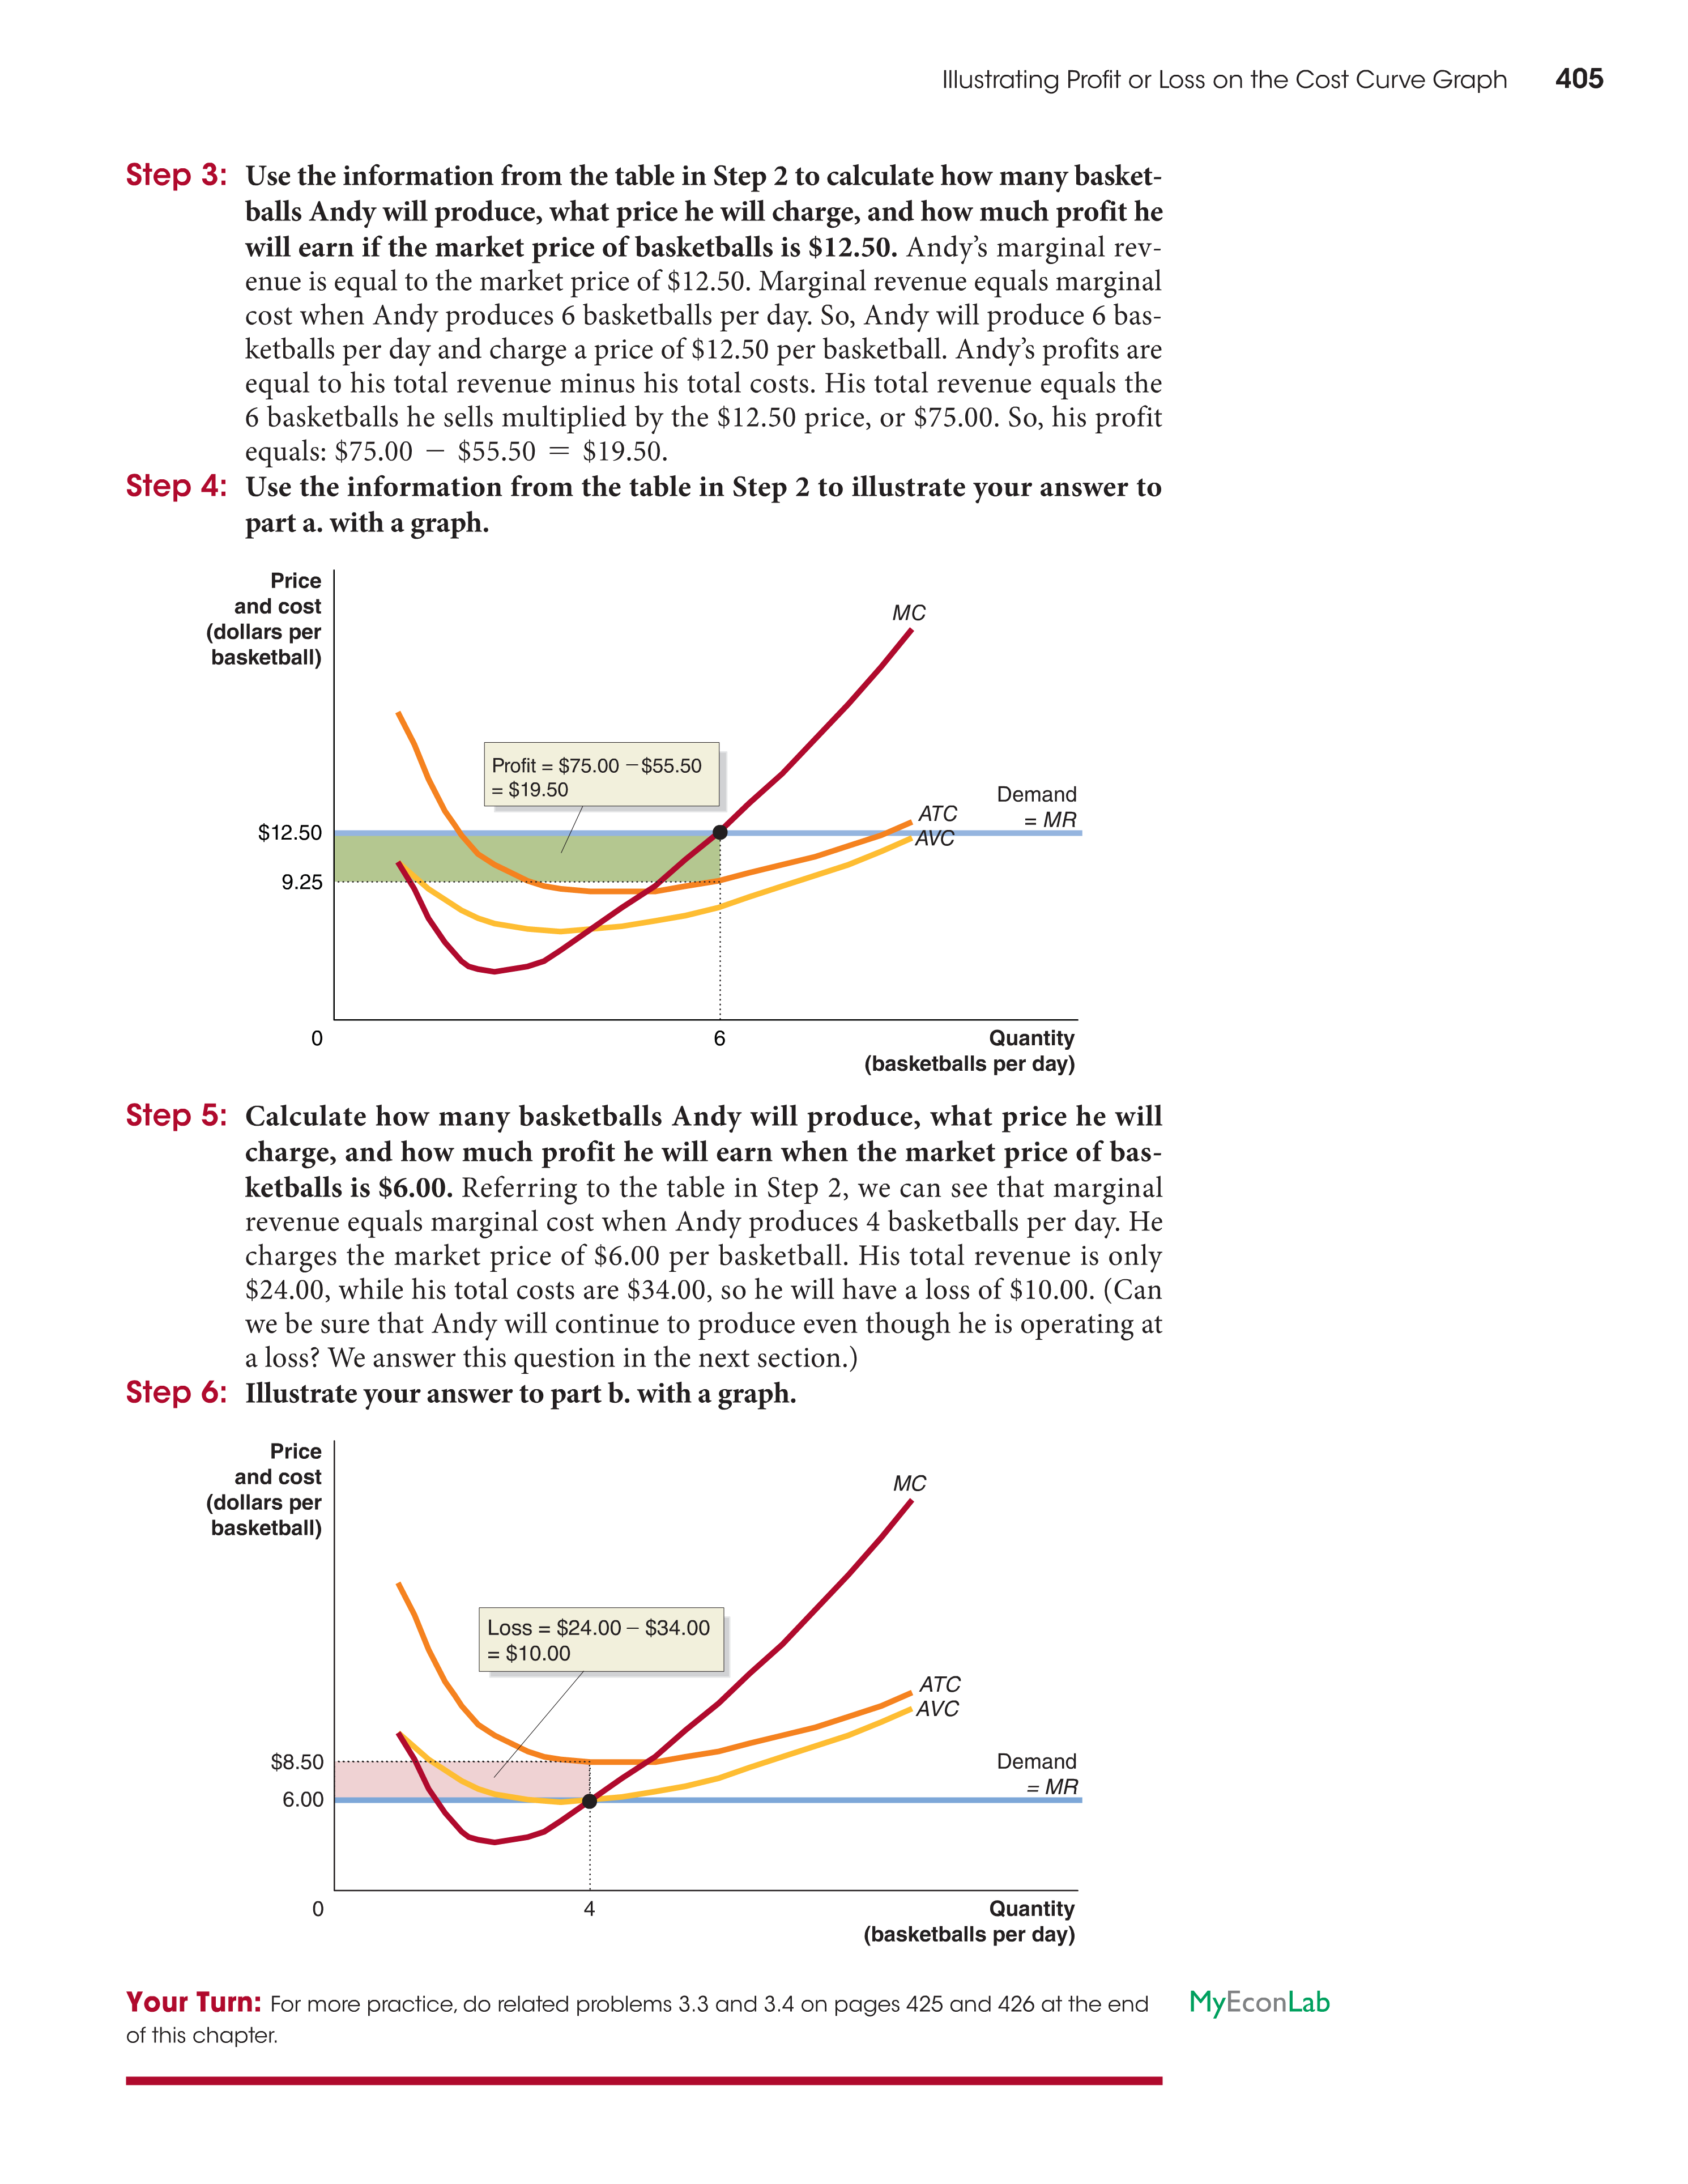 Illustrating Profit or Loss on the Cost Curve Graph 405
Step 3: Use the information from the table in Step 2 to calculate how many basket-
balls Andy will produce, what price he will charge, and how much profit he
will earn if the market price of basketballs is $12.50. Andy’s marginal rev-
enue is equal to the market price of $12.50. Marginal revenue equals marginal
cost when Andy produces 6 basketballs per day. So, Andy will produce 6 bas-
ketballs per day and charge a price of $12.50 per basketball. Andy’s profits are
equal to his total revenue minus his total costs. His total revenue equals the
6 basketballs he sells multiplied by the $12.50 price, or $75.00. So, his profit
equals: $75.00 − $55.50 = $19.50.
Step 4: Use the information from the table in Step 2 to illustrate your answer to
part a. with a graph.
Price
and cost
(dollars per
basketball)
MC
Profit = $75.00 −$55.50
= $19.50
Demand
= MR
ATC
AVC
$12.50
9.25
0
6
Quantity
(basketballs per day)
Step 5: Calculate how many basketballs Andy will produce, what price he will
charge, and how much profit he will earn when the market price of bas-
ketballs is $6.00. Referring to the table in Step 2, we can see that marginal
revenue equals marginal cost when Andy produces 4 basketballs per day. He
charges the market price of $6.00 per basketball. His total revenue is only
$24.00, while his total costs are $34.00, so he will have a loss of $10.00. (Can
we be sure that Andy will continue to produce even though he is operating at
a loss? We answer this question in the next section.)
Step 6: Illustrate your answer to part b. with a graph.
Price
and cost
(dollars per
basketball)
MC
Loss = $24.00 − $34.00
= $10.00
ATC
AVC
$8.50
Demand
= MR
6.00
0
4
Quantity
(basketballs per day)
Your Turn: For more practice, do related problems 3.3 and 3.4 on pages 425 and 426 at the end
of this chapter.
MyEconLab